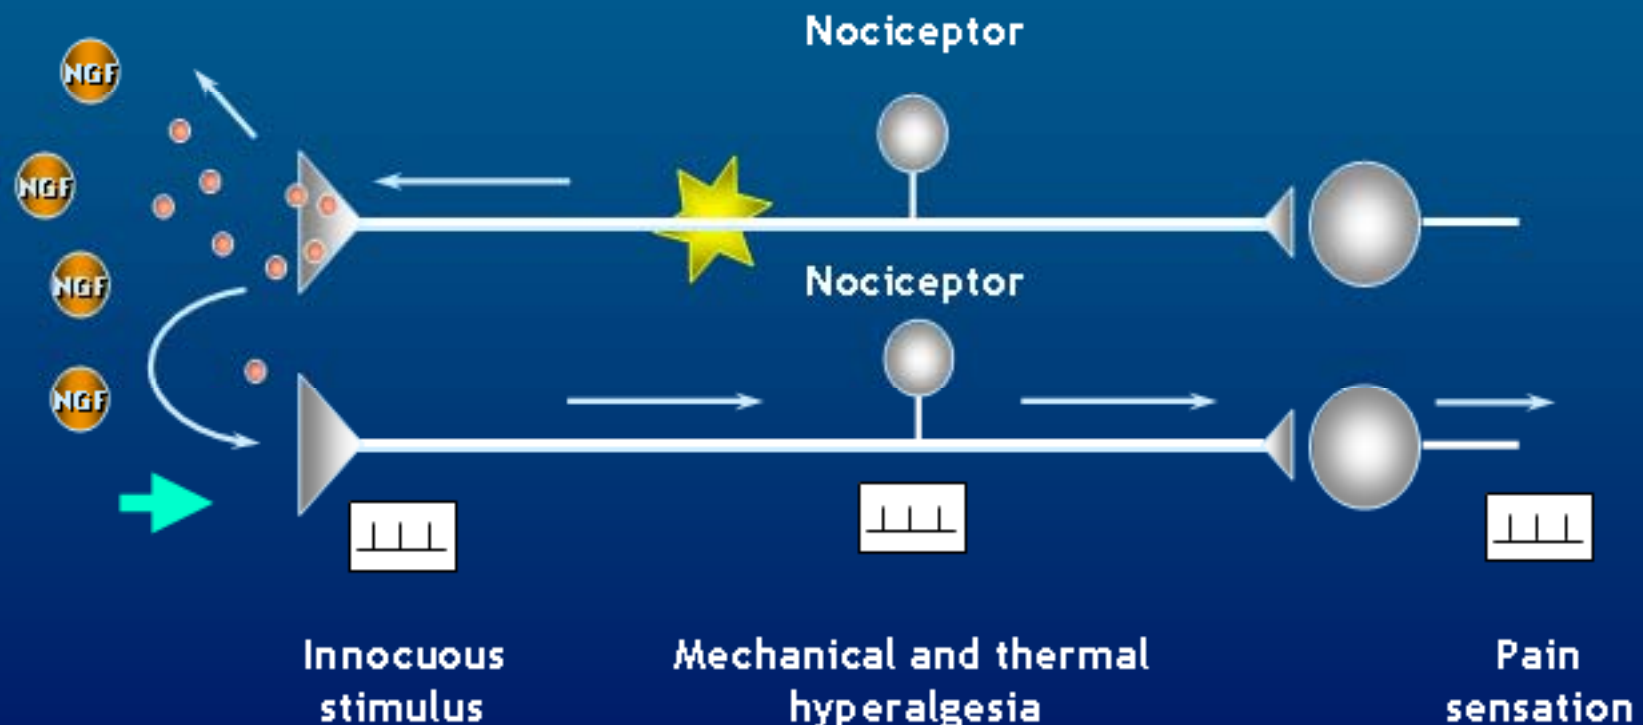 Nociceptor
NGF
NGF
Nociceptor
NGF
NGF
Innocuous
stimulus
Mechanical and thermal
hyperalgesia
Pain
sensation